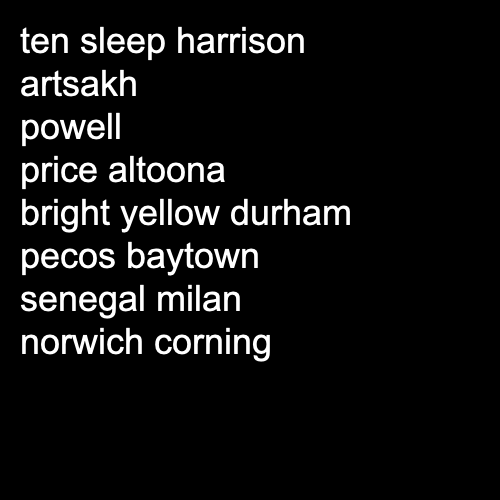 ten sleep harrison
artsakh
powell
price altoona
bright yellow durham
pecos baytown
senegal milan
norwich corning